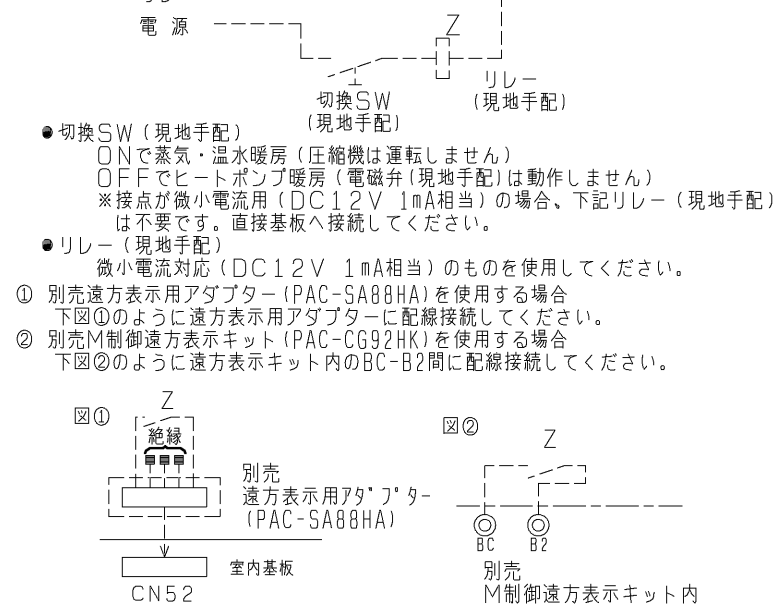 電 源
Z
リレー
(現地手配)
切換SW
(現地手配)
●切換SW(現地手配)
ONで蒸気・温水暖房(圧縮機は運転しません)
OFFでヒートポンプ暖房(電磁弁(現地手配)は動作しません)
※接点が微小電流用(DC12V 1mA相当)の場合、下記リレー(現地手配)
は不要です。直接基板へ接続してください。
●リレー(現地手配)
微小電流対応(DC12V 1mA相当)のものを使用してください。
① 別売遠方表示用アダプター(PAC-SA88HA)を使用する場合
下図①のように遠方表示用アダプターに配線接続してください。
② 別売M制御遠方表示キット(PAC-CG92HK)を使用する場合
下図②のように遠方表示キット内のBC-B2間に配線接続してください。
図①
Z
絶縁
別売
遠方表示用アダプター
(PAC-SA88HA)
室内基板
CN52
図②
Z
BC B2
別売
M制御遠方表示キット内